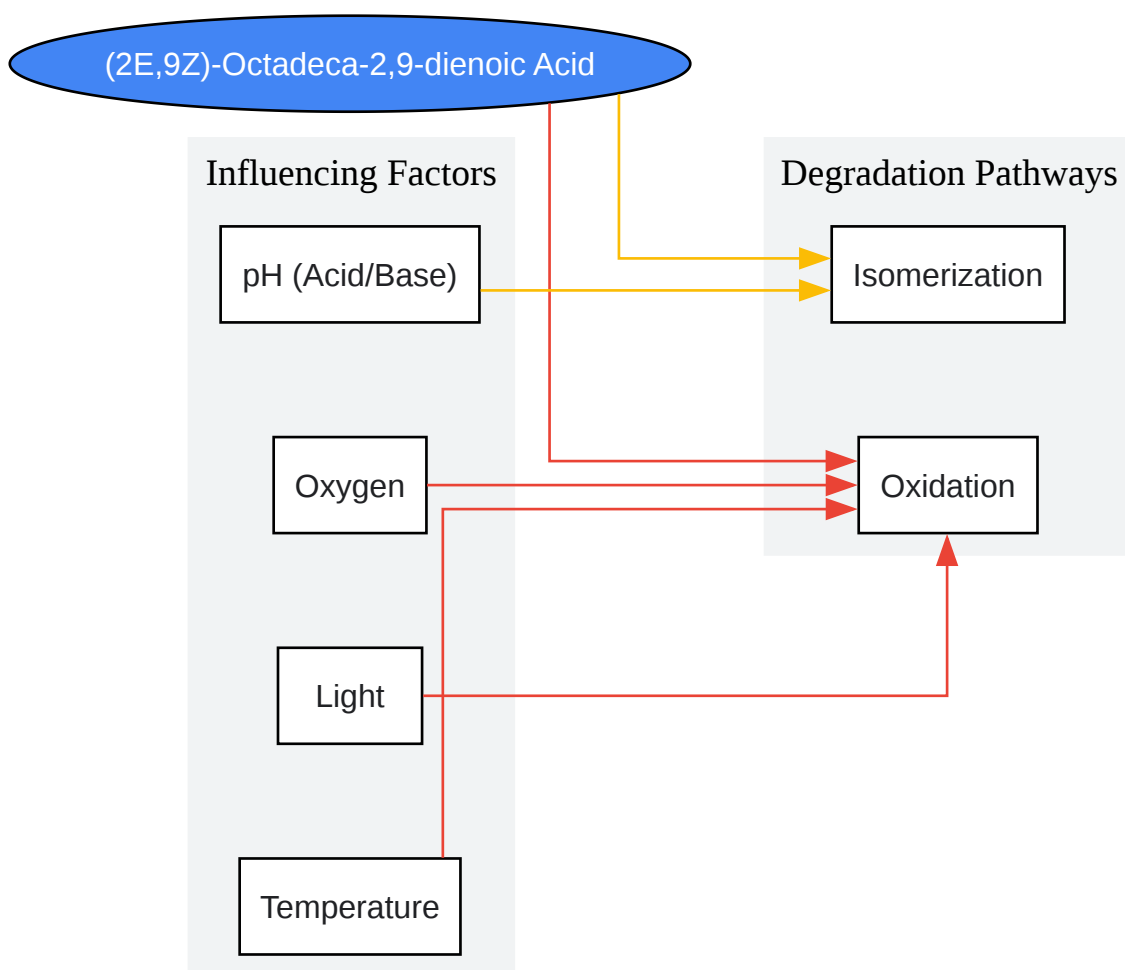 (2E,9Z)-Octadeca-2,9-dienoic Acid
Influencing Factors
Degradation Pathways
pH (Acid/Base)
Isomerization
Oxygen
Oxidation
Light
Temperature